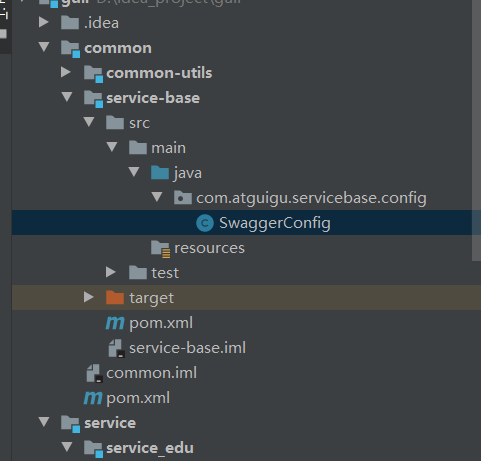 guli D:\idea_project\guli
.idea
common
common-utils
service-base
src
main
java
com.atguigu.servicebase.config
SwaggerConfig
resources
test
target
pom.xml
service-base.iml
common.iml
pom.xml
service
service_edu